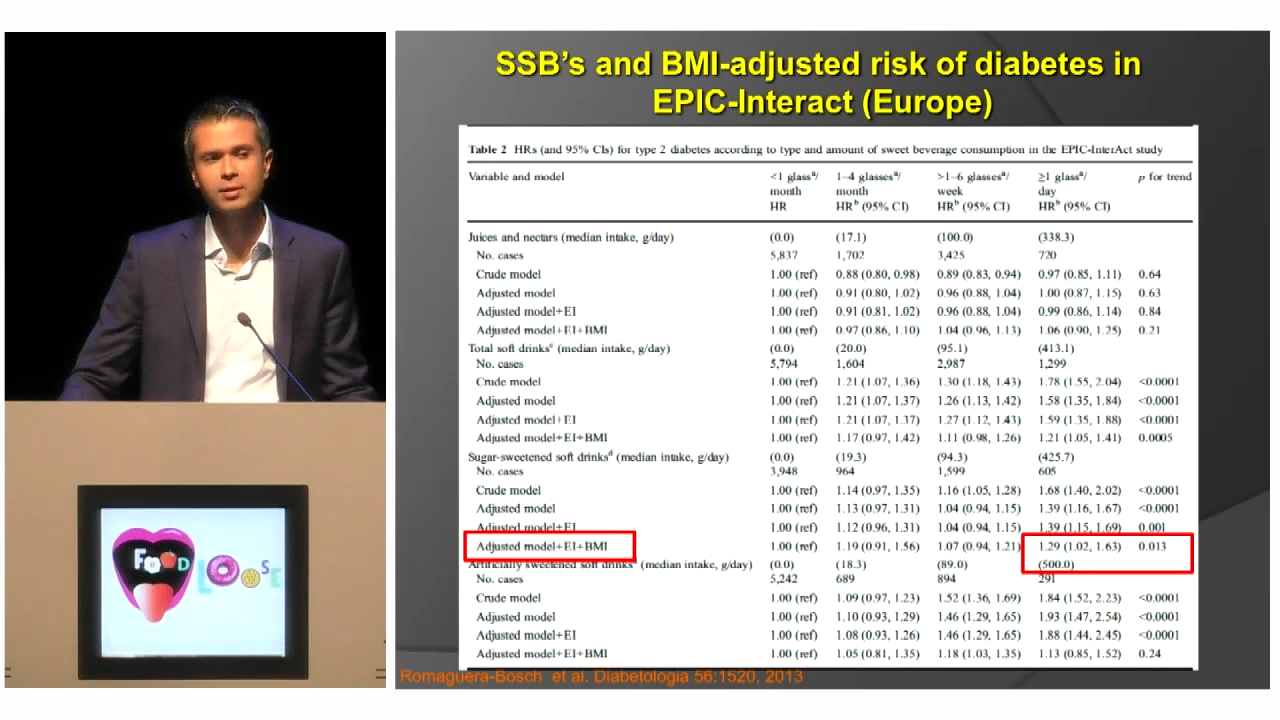 SSB's and BMI-adjusted risk of diabetes in
EPIC-Interact (Europe)
Table 2 HRs (and 95% CIs) for type 2 diabetes according to type and amount of sweet beverage consumption in the EPIC-InterAct study
Variable and model <1 glassᵃ/ 1–4 glassesᵃ/ >1–6 glassesᵃ/ ≥1 glassᵃ/ p for trend
month month week day
HR HRᵇ (95% CI) HRᵇ (95% CI) HRᵇ (95% CI)
Juices and nectars (median intake, g/day) (0.0) (17.1) (100.0) (338.3)
No. cases 5,837 1,702 3,425 720
Crude model 1.00 (ref) 0.88 (0.80, 0.98) 0.89 (0.83, 0.94) 0.97 (0.85, 1.11) 0.64
Adjusted model 1.00 (ref) 0.91 (0.80, 1.02) 0.96 (0.88, 1.04) 1.00 (0.87, 1.15) 0.63
Adjusted model+EI 1.00 (ref) 0.91 (0.81, 1.02) 0.96 (0.88, 1.04) 0.99 (0.86, 1.14) 0.84
Adjusted model+EI+BMI 1.00 (ref) 0.97 (0.86, 1.10) 1.04 (0.96, 1.13) 1.06 (0.90, 1.25) 0.21
Total soft drinksᶜ (median intake, g/day) (0.0) (20.0) (95.1) (413.1)
No. cases 5,794 1,604 2,987 1,299
Crude model 1.00 (ref) 1.21 (1.07, 1.36) 1.30 (1.18, 1.43) 1.78 (1.55, 2.04) <0.0001
Adjusted model 1.00 (ref) 1.21 (1.07, 1.37) 1.26 (1.13, 1.42) 1.58 (1.35, 1.84) <0.0001
Adjusted model+EI 1.00 (ref) 1.21 (1.07, 1.37) 1.27 (1.12, 1.43) 1.59 (1.35, 1.88) <0.0001
Adjusted model+EI+BMI 1.00 (ref) 1.17 (0.97, 1.42) 1.11 (0.98, 1.26) 1.21 (1.05, 1.41) 0.0005
Sugar-sweetened soft drinksᵈ (median intake, g/day) (0.0) (19.3) (94.3) (425.7)
No. cases 3,948 964 1,599 605
Crude model 1.00 (ref) 1.14 (0.97, 1.35) 1.16 (1.05, 1.28) 1.68 (1.40, 2.02) <0.0001
Adjusted model 1.00 (ref) 1.13 (0.97, 1.31) 1.04 (0.94, 1.15) 1.39 (1.16, 1.67) <0.0001
Adjusted model+EI 1.00 (ref) 1.12 (0.96, 1.31) 1.04 (0.94, 1.15) 1.39 (1.15, 1.69) 0.001
Adjusted model+EI+BMI 1.00 (ref) 1.19 (0.91, 1.56) 1.07 (0.94, 1.21) 1.29 (1.02, 1.63) 0.013
Artificially sweetened soft drinks (median intake, g/day) (0.0) (18.3) (89.0) (500.0)
No. cases 5,242 689 894 291
Crude model 1.00 (ref) 1.09 (0.97, 1.23) 1.52 (1.36, 1.69) 1.84 (1.52, 2.23) <0.0001
Adjusted model 1.00 (ref) 1.10 (0.93, 1.29) 1.46 (1.29, 1.65) 1.93 (1.47, 2.54) <0.0001
Adjusted model+EI 1.00 (ref) 1.08 (0.93, 1.26) 1.46 (1.29, 1.65) 1.88 (1.44, 2.45) <0.0001
Adjusted model+EI+BMI 1.00 (ref) 1.05 (0.81, 1.35) 1.18 (1.03, 1.35) 1.13 (0.85, 1.52) 0.24
Romaguera-Bosch et al. Diabetologia 56:1520, 2013
FOOD
LOOSE